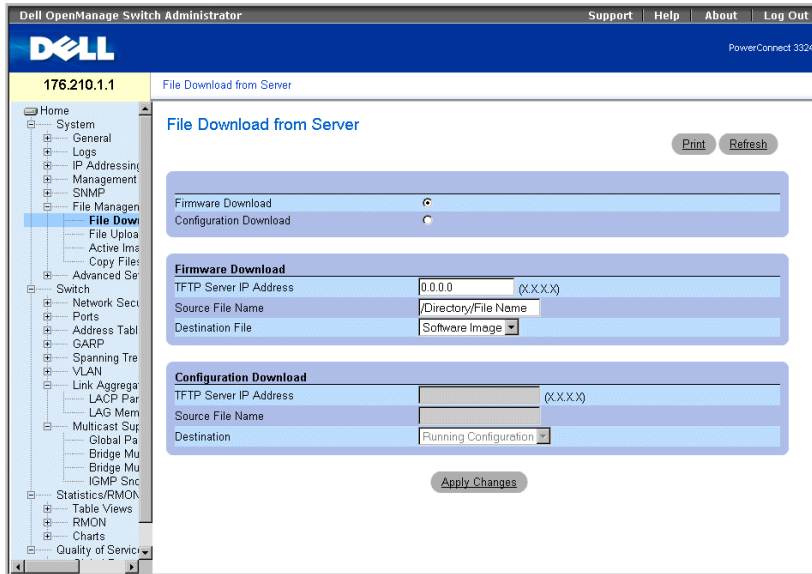 Dell OpenManage Switch Administrator
Support | Help | About | Log Out
DELL
PowerConnect 3324
176.210.1.1
File Download from Server
Home
System
General
Logs
IP Addressing
Management
SNMP
File Managen
File Down
File Uploa
Active Ima
Copy Files
Advanced Se
Switch
Network Secu
Ports
Address Tabl
GARP
Spanning Tre
VLAN
Link Aggregat
LACP Par
LAG Mem
Multicast Sup
Global Pa
Bridge Mu
Bridge Mu
IGMP Snc
Statistics/RMON
Table Views
RMON
Charts
Quality of Service
File Download from Server
Print Refresh
Firmware Download
Configuration Download
Firmware Download
TFTP Server IP Address 0.0.0.0 (X.X.X.X)
Source File Name /Directory/File Name
Destination File Software Image
Configuration Download
TFTP Server IP Address (X.X.X.X)
Source File Name
Destination Running Configuration
Apply Changes